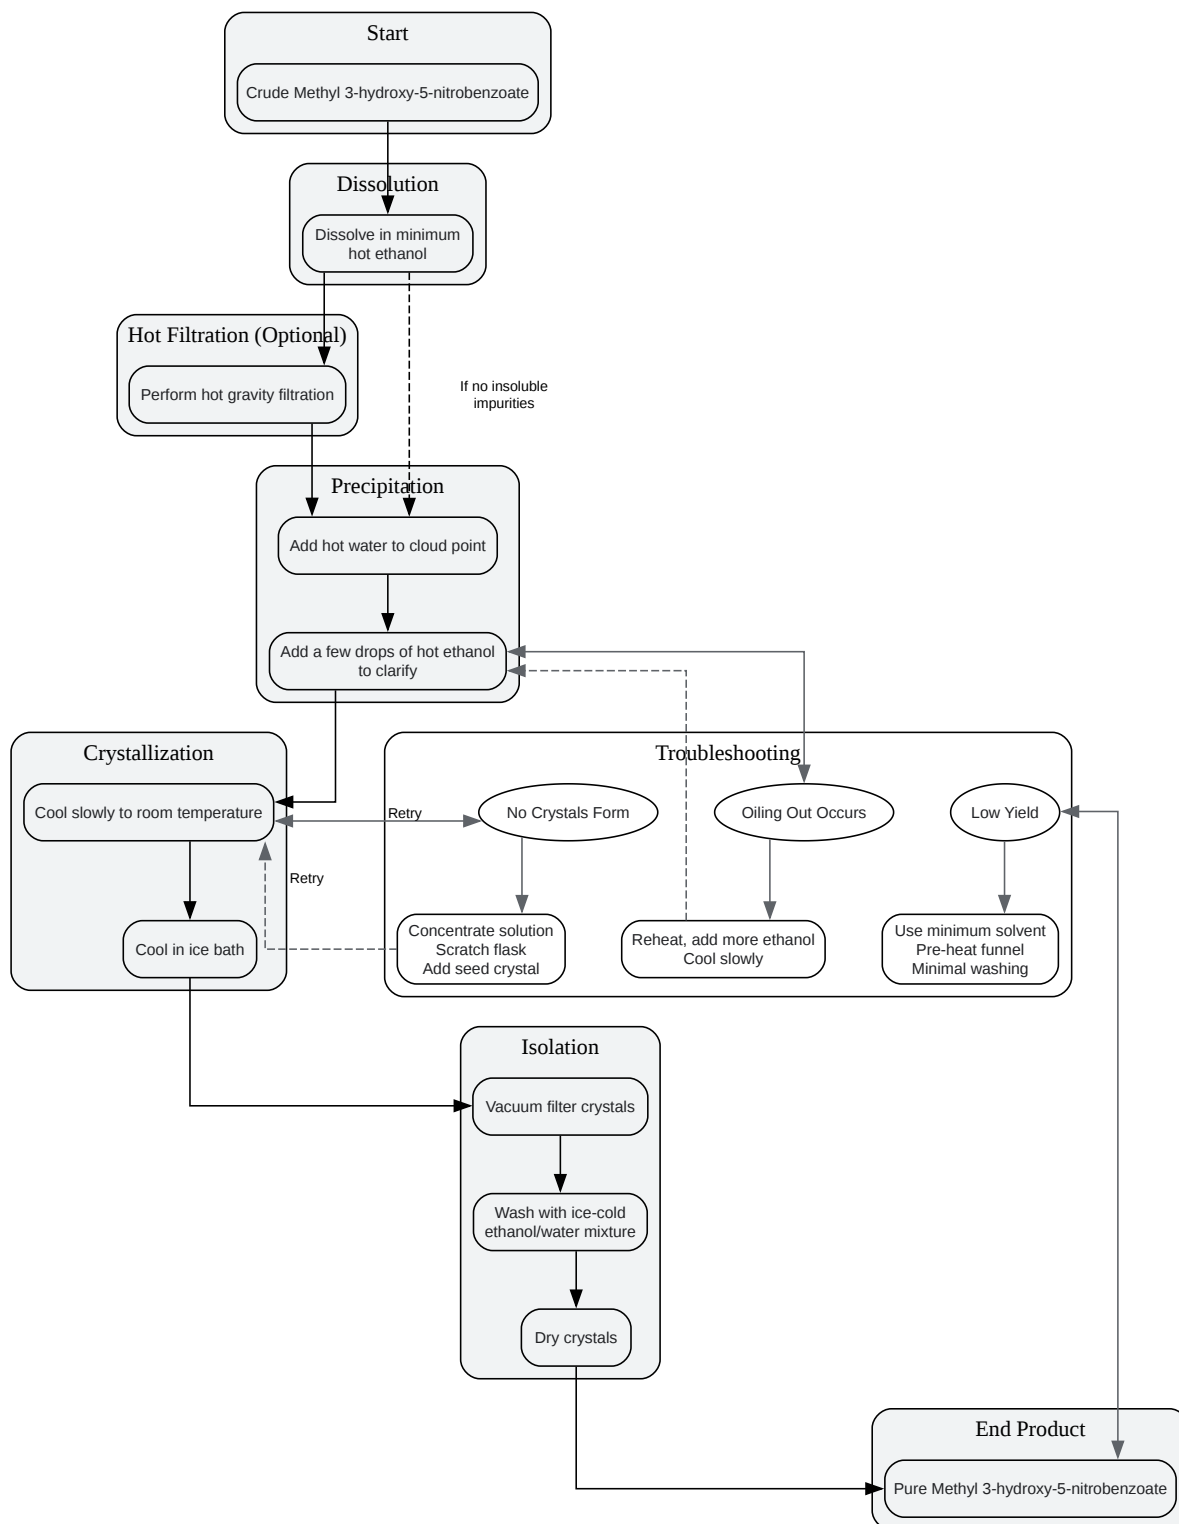 Start
Crude Methyl 3-hydroxy-5-nitrobenzoate
Dissolution
Dissolve in minimum
hot ethanol
Hot Filtration (Optional)
Perform hot gravity filtration
If no insoluble
impurities
Precipitation
Add hot water to cloud point
Add a few drops of hot ethanol
to clarify
Crystallization
Cool slowly to room temperature
Retry
Retry
Cool in ice bath
Troubleshooting
No Crystals Form
Oiling Out Occurs
Low Yield
Concentrate solution
Scratch flask
Add seed crystal
Reheat, add more ethanol
Cool slowly
Use minimum solvent
Pre-heat funnel
Minimal washing
Isolation
Vacuum filter crystals
Wash with ice-cold
ethanol/water mixture
Dry crystals
End Product
Pure Methyl 3-hydroxy-5-nitrobenzoate